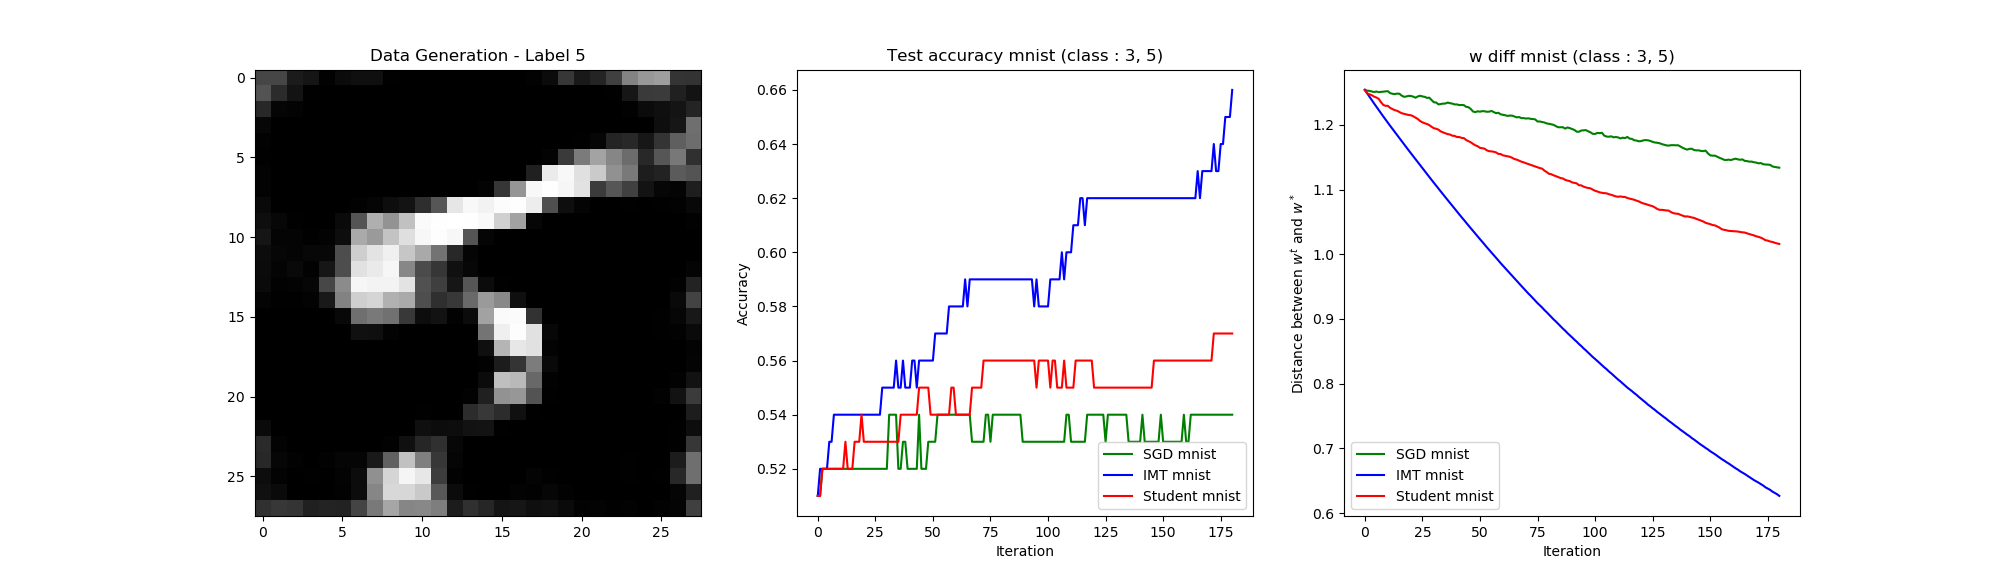 Data Generation - Label 5
0
5
10
15
20
25
0 5 10 15 20 25
Test accuracy mnist (class : 3, 5)
Accuracy
0.66
0.64
0.62
0.60
0.58
0.56
0.54
0.52
SGD mnist
IMT mnist
Student mnist
0 25 50 75 100 125 150 175
Iteration
w diff mnist (class : 3, 5)
Distance between w^t and w^*
1.2
1.1
1.0
0.9
0.8
0.7
0.6
SGD mnist
IMT mnist
Student mnist
0 25 50 75 100 125 150 175
Iteration